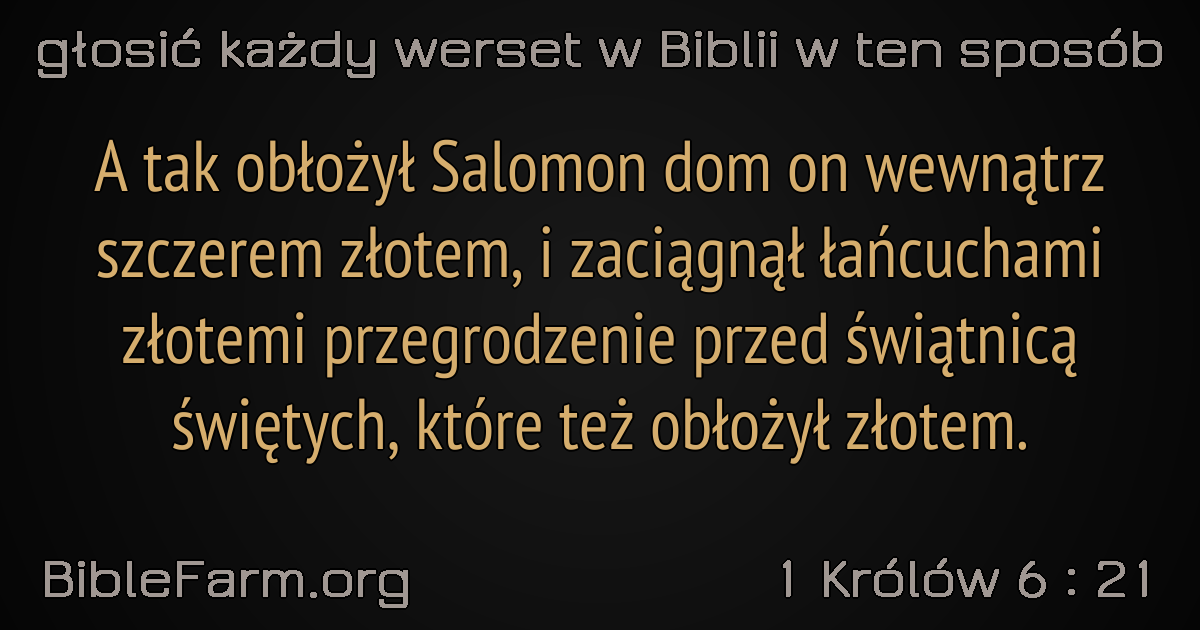 głosić każdy werset w Biblii w ten sposób
A tak obłożył Salomon dom on wewnątrz
szczerem złotem, i zaciągnął łańcuchami
złotemi przegrodzenie przed świątnicą
świętych, które też obłożył złotem.
BibleFarm.org
1 Królów 6 : 21